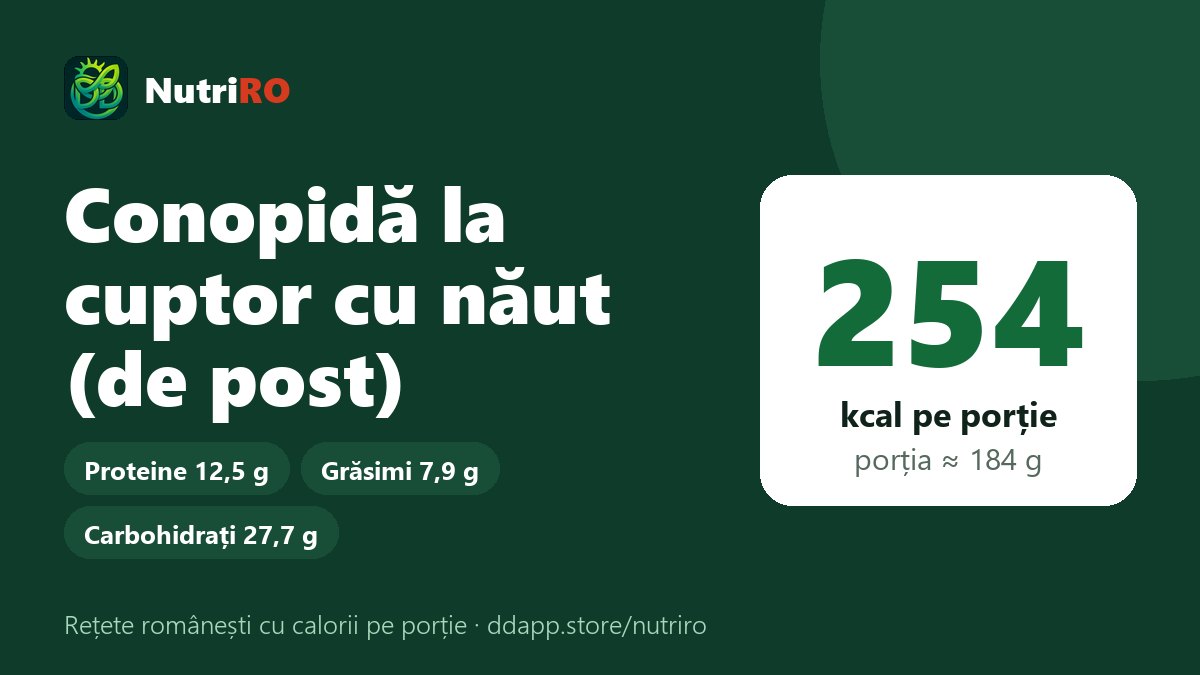 NutriRO
Conopidă la
cuptor cu năut
(de post)
Proteine 12,5 g
Grăsimi 7,9 g
Carbohidrați 27,7 g
254
kcal pe porție
porția ≈ 184 g
Rețete românești cu calorii pe porție · ddapp.store/nutriro